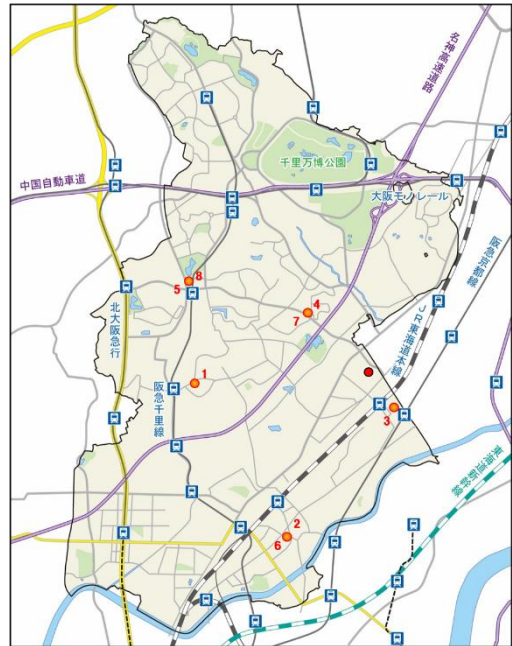 名神高速道路
千里万博公園
中国自動車道
大阪モノレール
阪急京都線
8
5
4
7
北大阪急行
JR東海道本線
阪急千里線
1
3
東海道新幹線
2
6